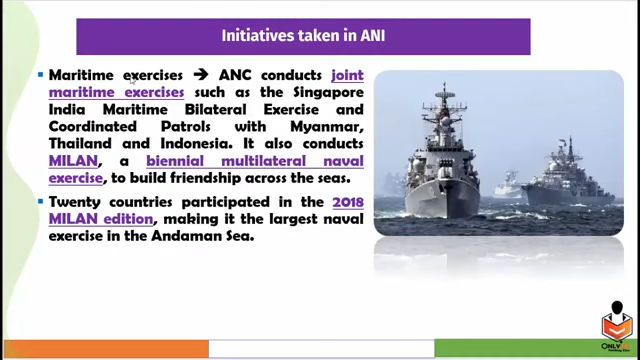 Initiatives taken in ANI
Maritime exercises ➔ ANC conducts joint
maritime exercises such as the Singapore
India Maritime Bilateral Exercise and
Coordinated Patrols with Myanmar,
Thailand and Indonesia. It also conducts
MILAN, a biennial multilateral naval
exercise, to build friendship across the seas.
Twenty countries participated in the 2018
MILAN edition, making it the largest naval
exercise in the Andaman Sea.